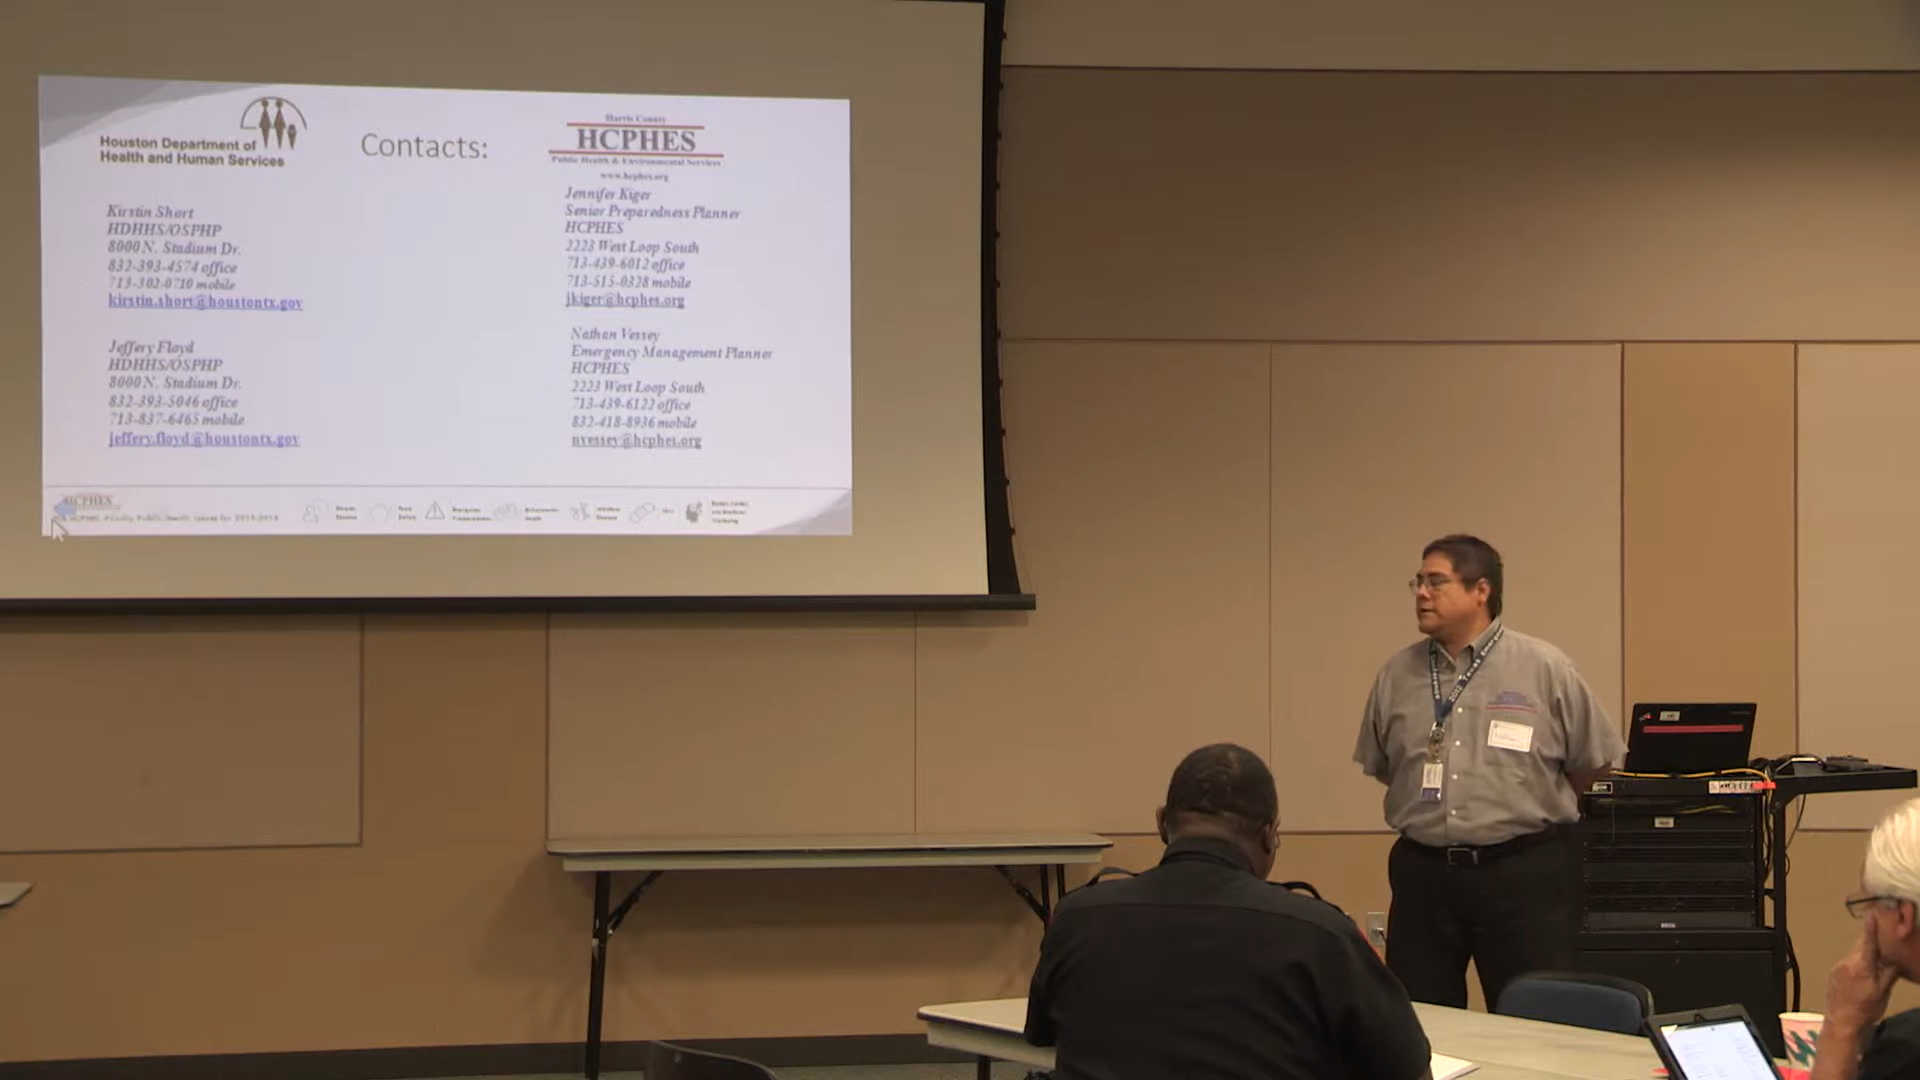 Houston Department of
Health and Human Services
Contacts:
Harris County
HCPHES
Public Health & Environmental Services
www.hcphes.org
Kirstin Short
HDHHS/OSPHP
8000 N. Stadium Dr.
832-393-4574 office
713-302-0710 mobile
kirstin.short@houstontx.gov
Jeffery Floyd
HDHHS/OSPHP
8000 N. Stadium Dr.
832-393-5046 office
713-837-6465 mobile
jeffery.floyd@houstontx.gov
Jennifer Kiger
Senior Preparedness Planner
HCPHES
2223 West Loop South
713-439-6012 office
713-515-0328 mobile
jkiger@hcphes.org
Nathan Vessey
Emergency Management Planner
HCPHES
2223 West Loop South
713-439-6122 office
832-418-8936 mobile
nvessey@hcphes.org
HCPHES